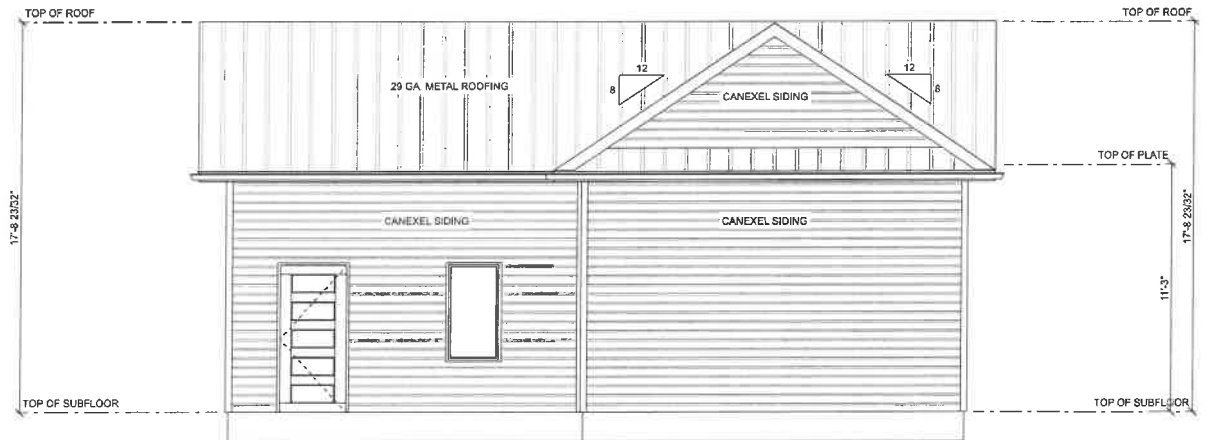 TOP OF ROOF
TOP OF ROOF
12
12
8
8
29 GA. METAL ROOFING
CANEXEL SIDING
TOP OF PLATE
17'-8 23/32"
17'-8 23/32"
CANEXEL SIDING
CANEXEL SIDING
11'-3"
TOP OF SUBFLOOR
TOP OF SUBFLOOR